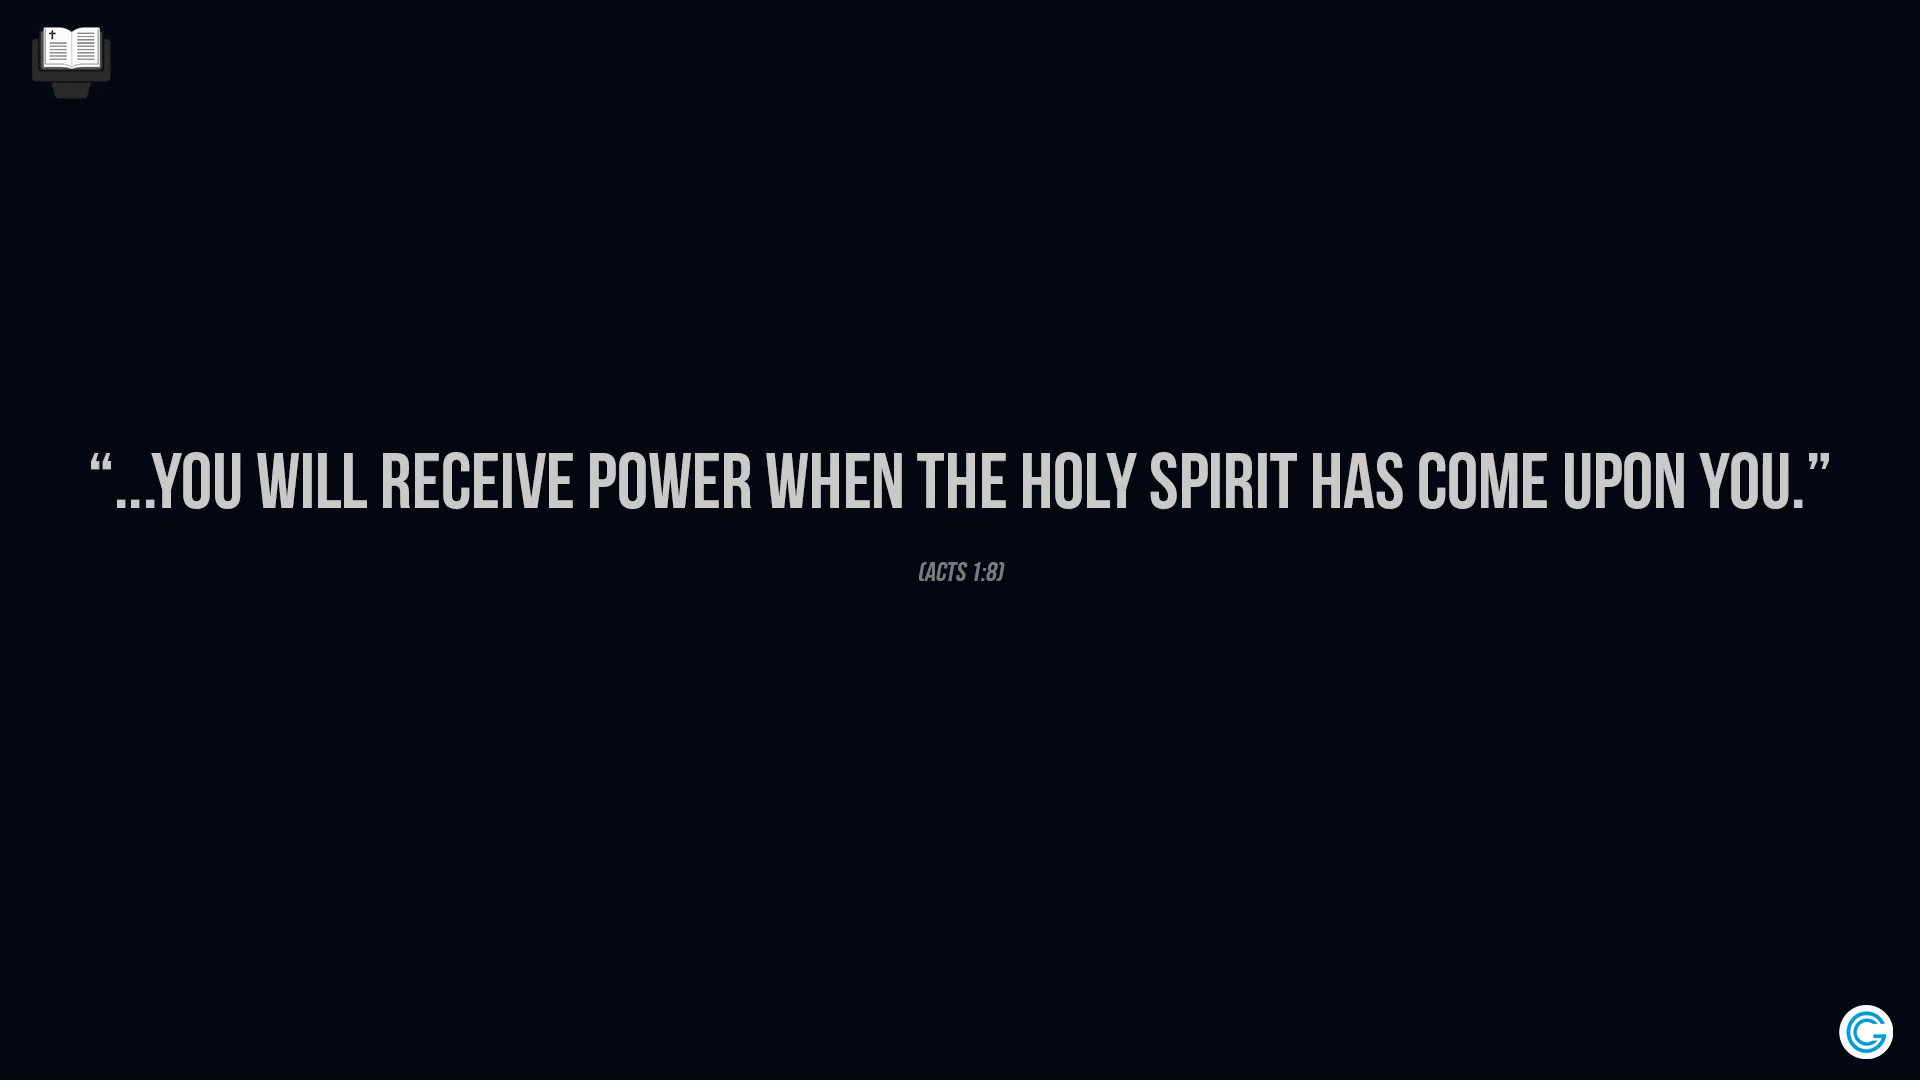 “...YOU WILL RECEIVE POWER WHEN THE HOLY SPIRIT HAS COME UPON YOU.”
(ACTS 1:8)